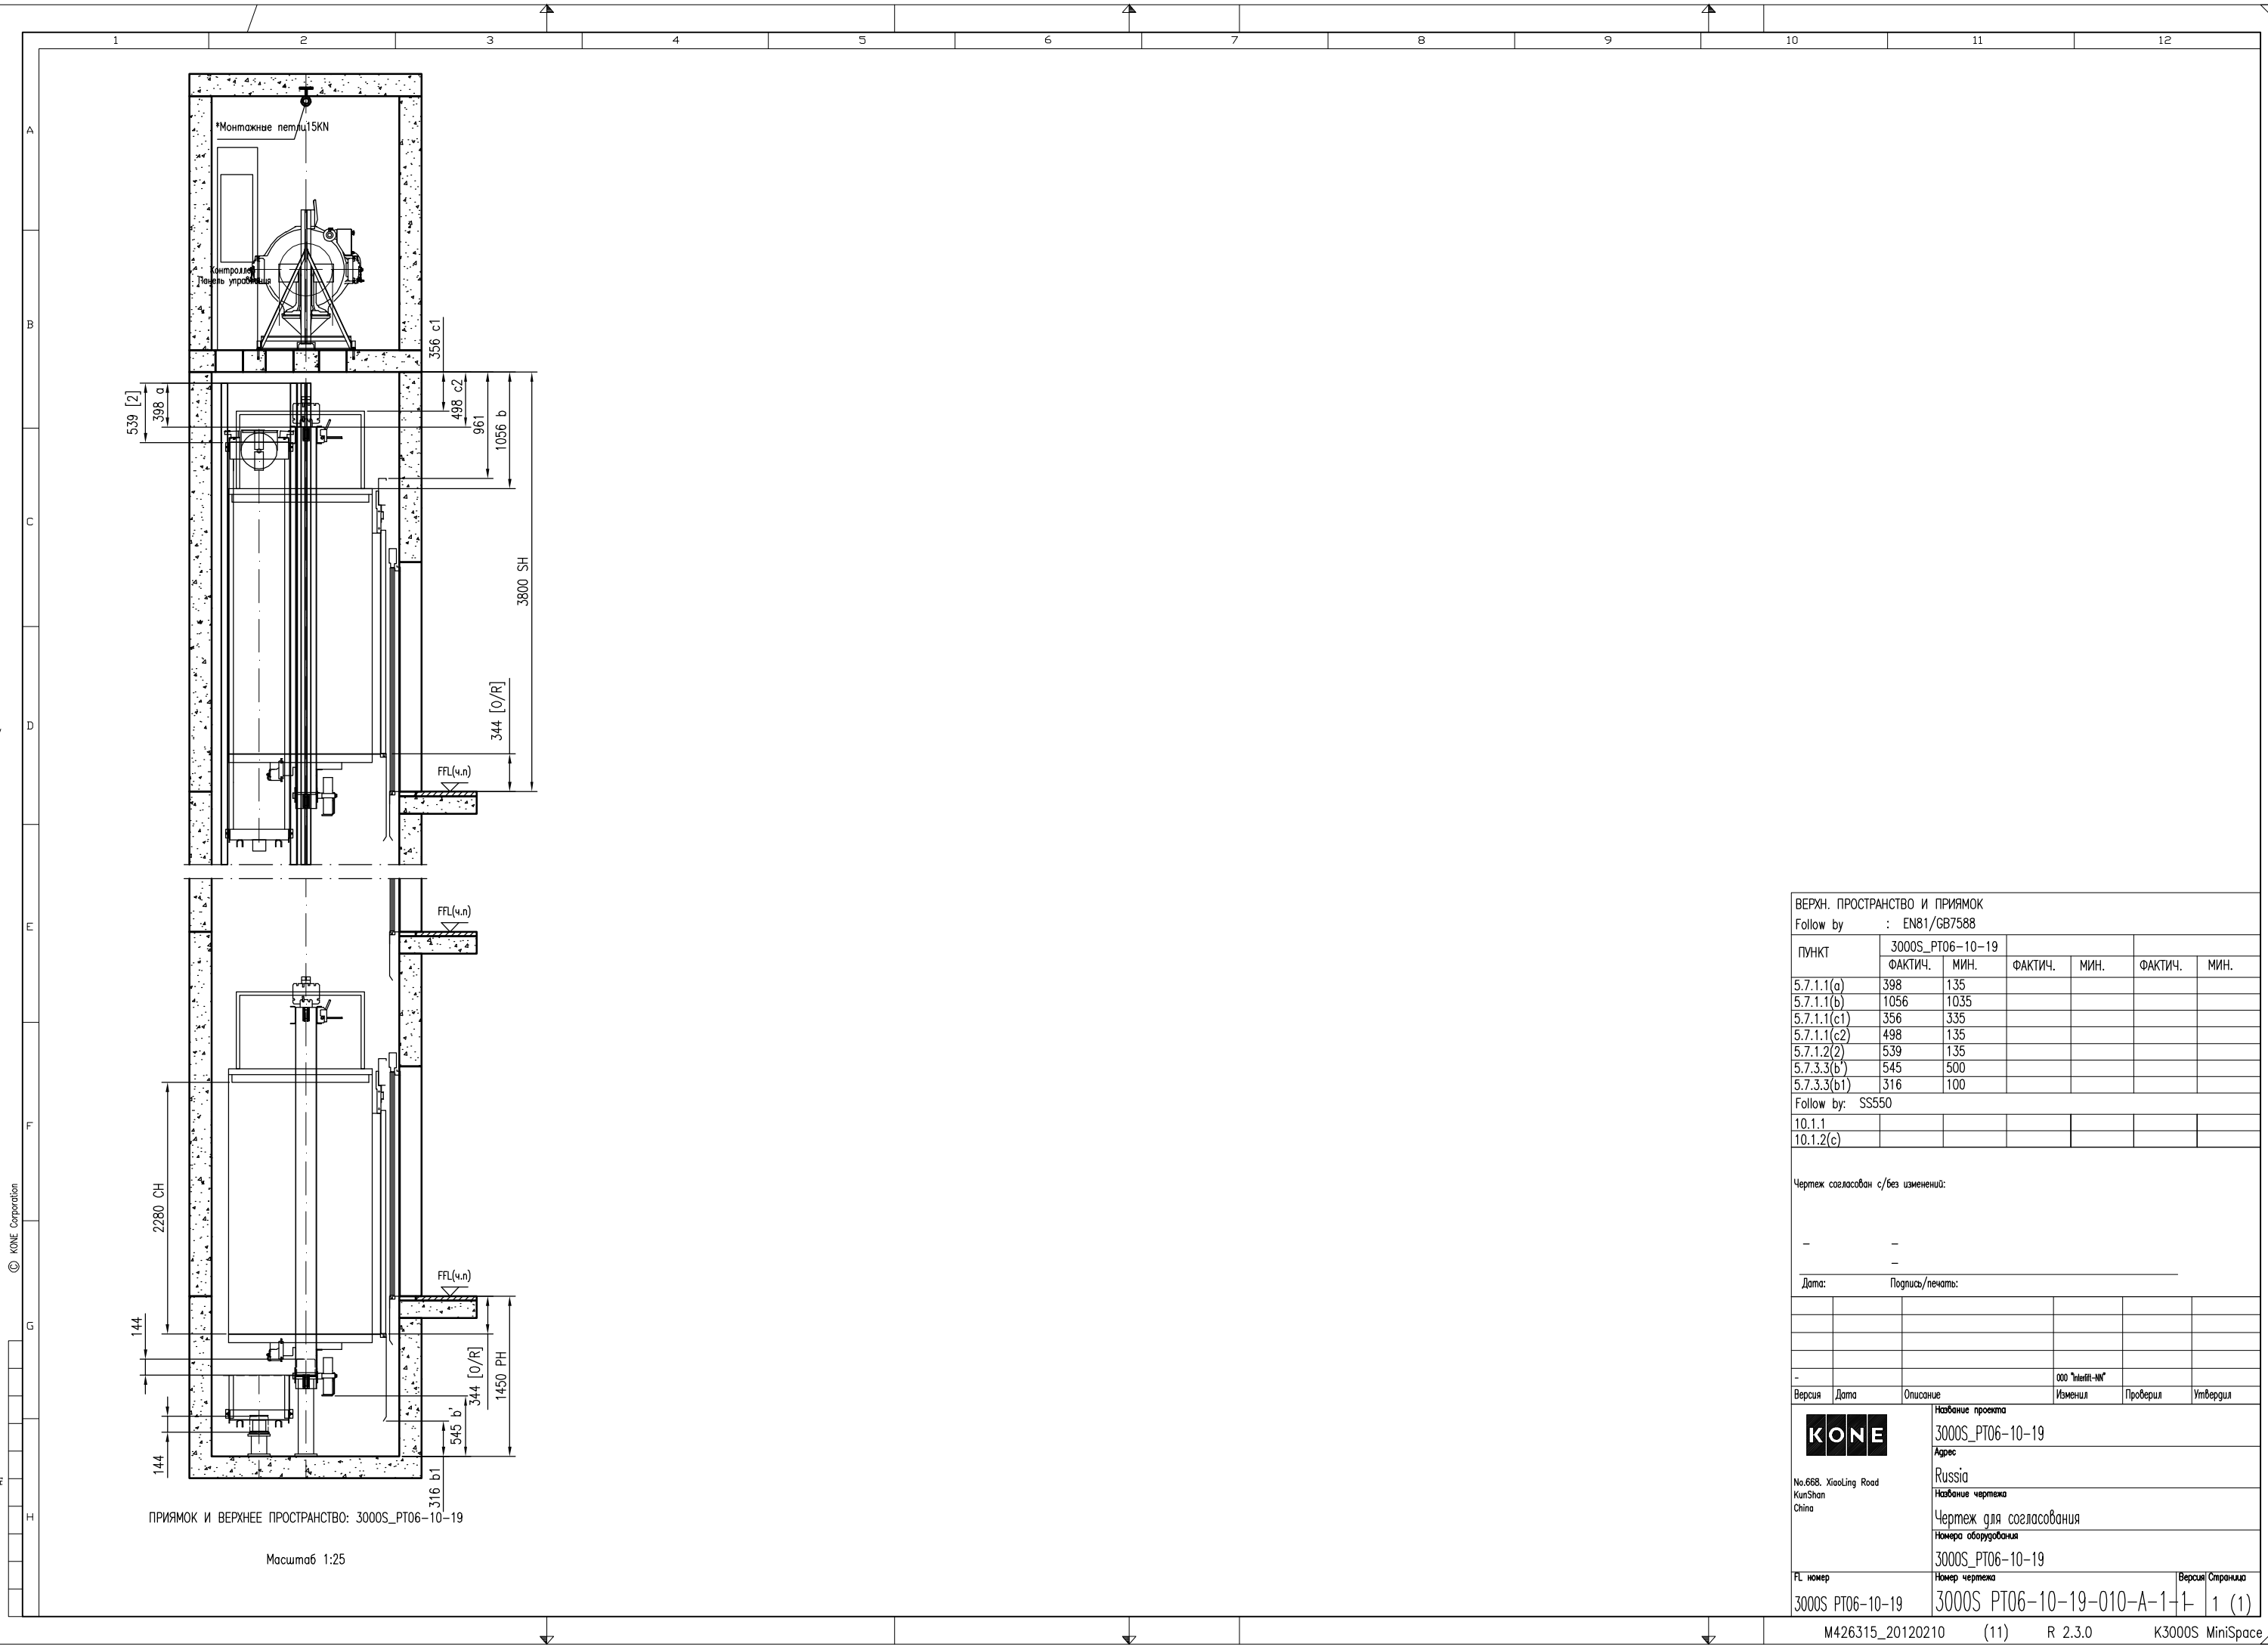 1 2 3 4 5 6 7 8 9 10 11 12
A
B
C
D
E
F
G
H
*Монтажные петли15KN
Контролле
Панель управления
356 c1
539 [2]
398 a
498 c2
961
1056 b
3800 SH
344 [O/R]
FFL(ч.п)
FFL(ч.п)
2280 CH
FFL(ч.п)
144
144
344 [O/R]
1450 PH
545 b'
316 b1
ПРИЯМОК И ВЕРХНЕЕ ПРОСТРАНСТВО: 3000S_PT06-10-19
Масштаб 1:25
© KONE Corporation
ВЕРХН. ПРОСТРАНСТВО И ПРИЯМОК
Follow by : EN81/GB7588
ПУНКТ 3000S_PT06-10-19
ФАКТИЧ. МИН. ФАКТИЧ. МИН. ФАКТИЧ. МИН.
5.7.1.1(a) 398 135
5.7.1.1(b) 1056 1035
5.7.1.1(c1) 356 335
5.7.1.1(c2) 498 135
5.7.1.2(2) 539 135
5.7.3.3(b') 545 500
5.7.3.3(b1) 316 100
Follow by: SS550
10.1.1
10.1.2(c)
Чертеж согласован с/без изменений:
- -
-
Дата: Подпись/печать:
- ООО "Interlift-NN"
Версия Дата Описание Изменил Проверил Утвердил
KONE
No.668. XiaoLing Road
KunShan
China
Название проекта
3000S_PT06-10-19
Адрес
Russia
Название чертежа
Чертеж для согласования
Номера оборудования
3000S_PT06-10-19
FL номер
3000S PT06-10-19
Номер чертежа
3000S PT06-10-19-010-A-1-1
Версия
-
Страница
1 (1)
M426315_20120210 (11) R 2.3.0 K3000S MiniSpace